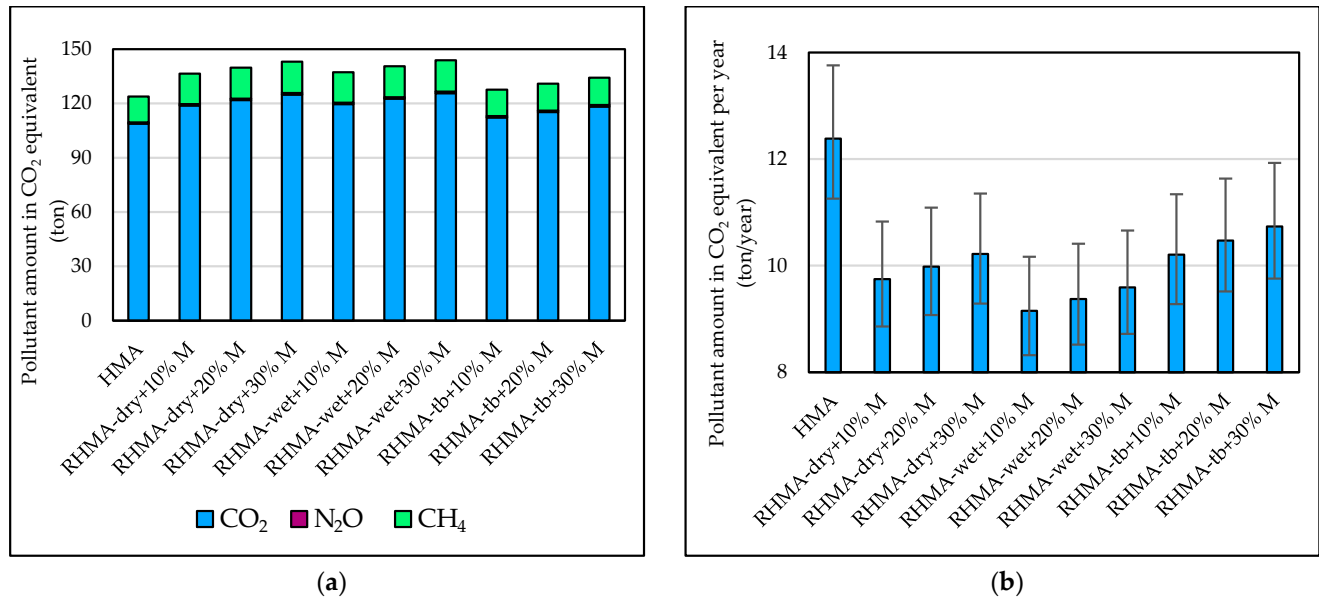 Pollutant amount in CO₂ equivalent
(ton)
150
120
90
60
30
0
HMA
RHMA-dry+10% M
RHMA-dry+20% M
RHMA-dry+30% M
RHMA-wet+10% M
RHMA-wet+20% M
RHMA-wet+30% M
RHMA-tb+10% M
RHMA-tb+20% M
RHMA-tb+30% M
CO₂ N₂O CH₄
(a)
Pollutant amount in CO₂ equivalent per year
(ton/year)
14
12
10
8
HMA
RHMA-dry+10% M
RHMA-dry+20% M
RHMA-dry+30% M
RHMA-wet+10% M
RHMA-wet+20% M
RHMA-wet+30% M
RHMA-tb+10% M
RHMA-tb+20% M
RHMA-tb+30% M
(b)